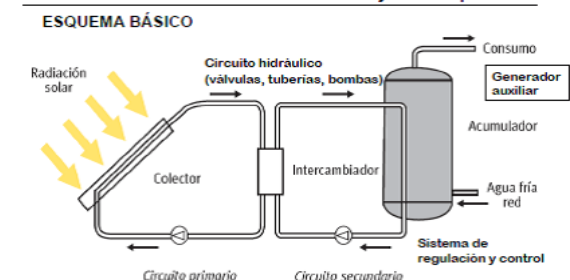 ESQUEMA BÁSICO
Radiación
solar
Circuito hidráulico
(válvulas, tuberías, bombas)
Consumo
Generador
auxiliar
Acumulador
Colector
Intercambiador
Agua fría
red
Sistema de
regulación y control
Circuito primario
Circuito secundario